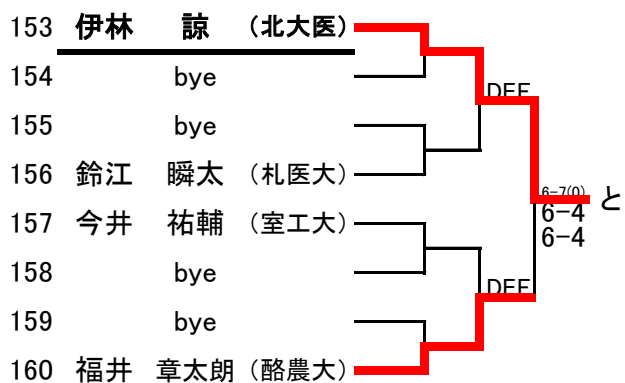 153 伊林 諒 (北大医)
154 bye
DEF
155 bye
156 鈴江 瞬太 (札医大)
6-7(0) と
6-4
157 今井 祐輔 (室工大)
6-4
158 bye
DEF
159 bye
160 福井 章太朗 (酪農大)